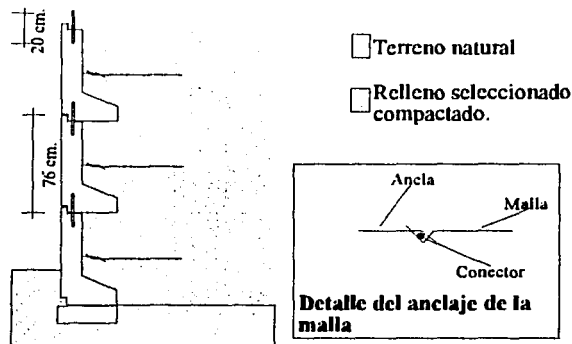 20 cm.
76 cm.
Terreno natural
Relleno seleccionado
compactado.
Ancla
Malla
Conector
Detalle del anclaje de la
malla